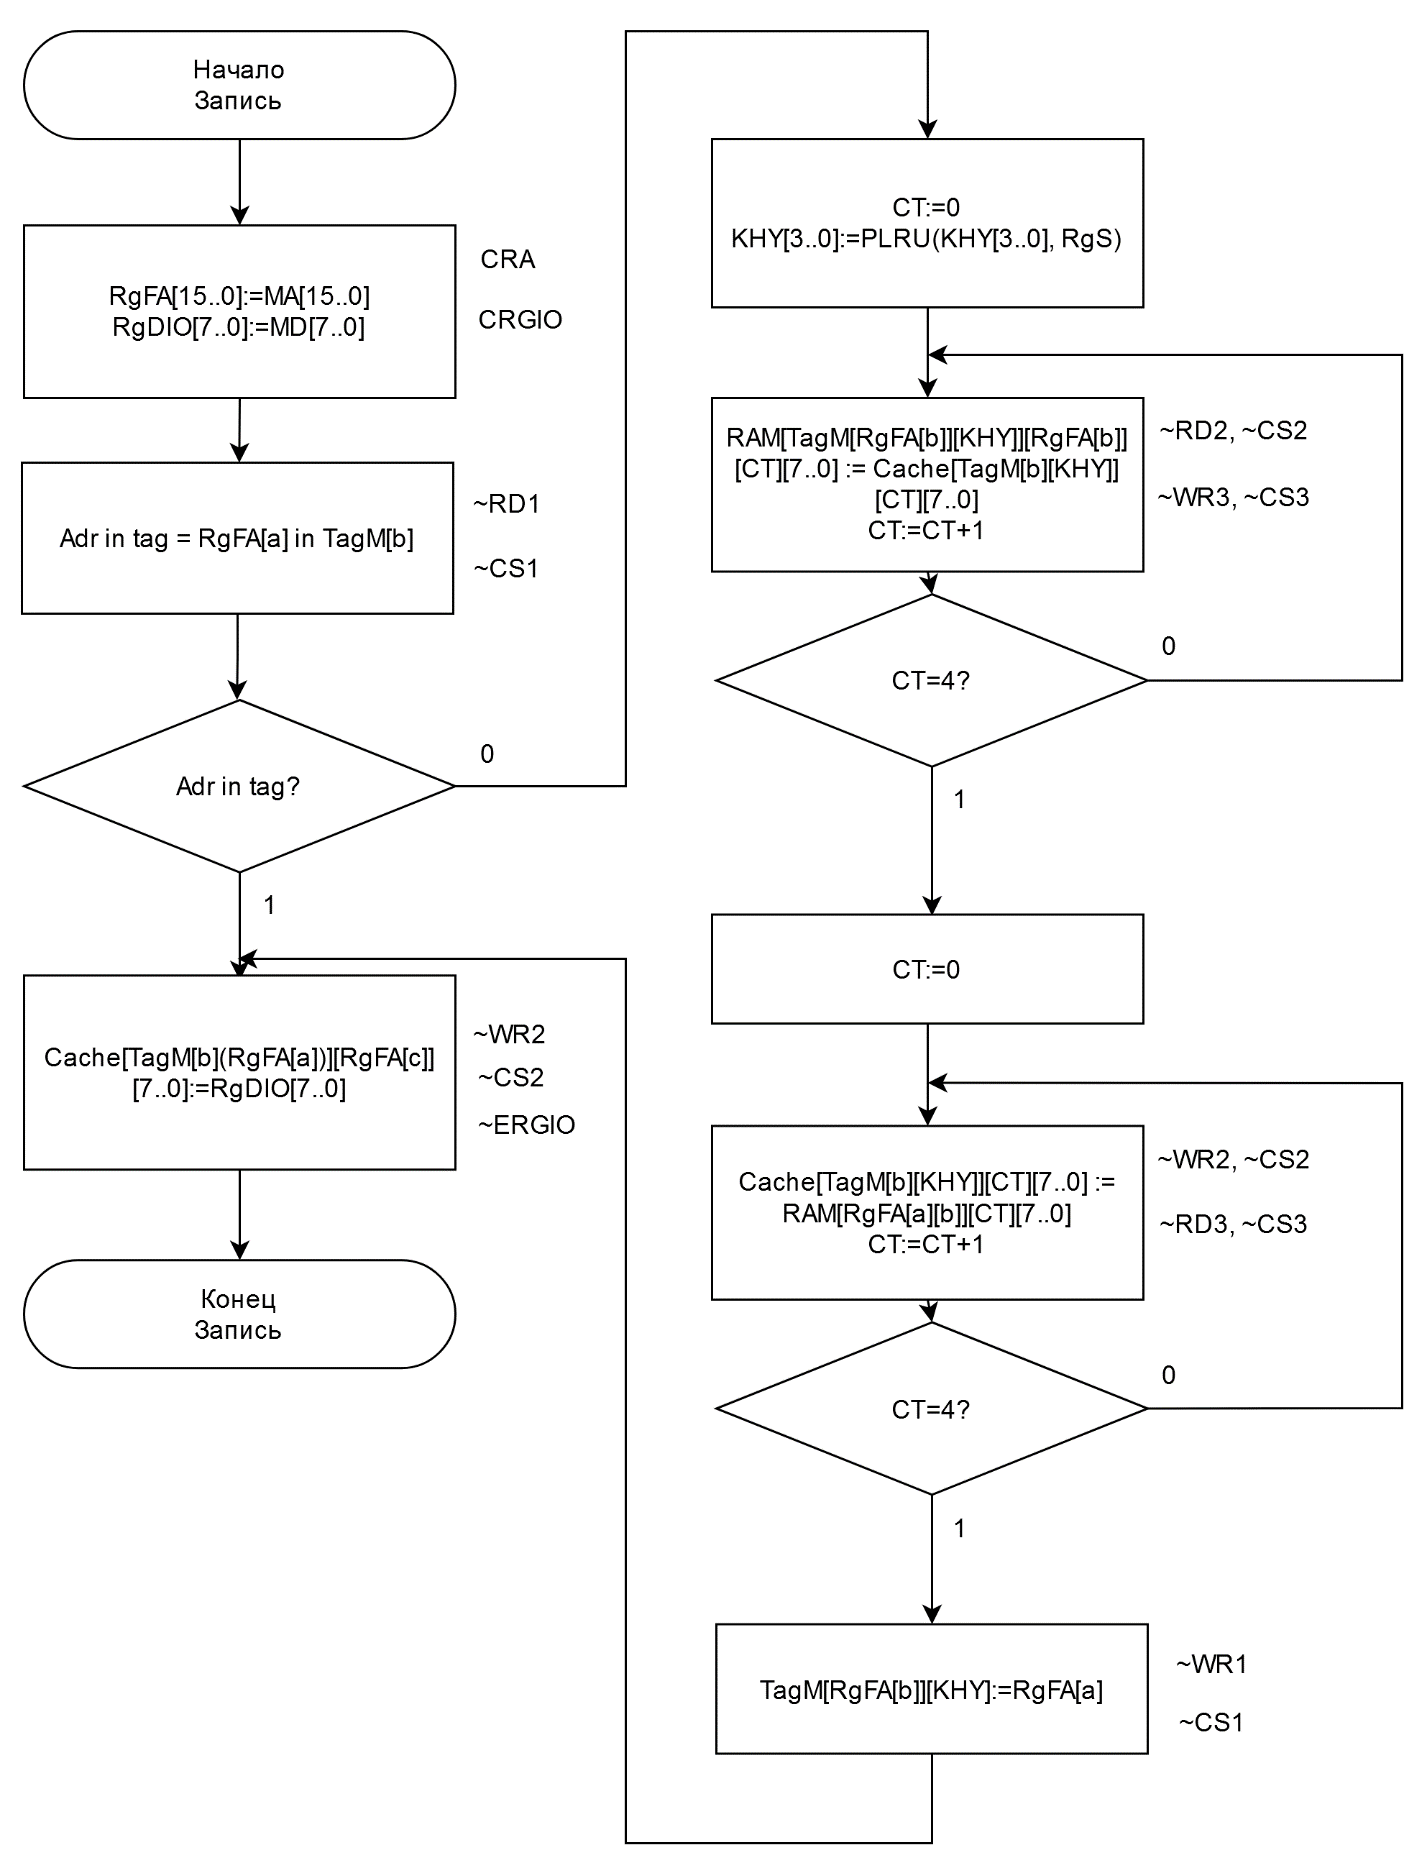 Начало
Запись
RgFA[15..0]:=MA[15..0]
RgDIO[7..0]:=MD[7..0]
CRA
CRGIO
Adr in tag = RgFA[a] in TagM[b]
~RD1
~CS1
Adr in tag?
0
1
Cache[TagM[b](RgFA[a])][RgFA[c]]
[7..0]:=RgDIO[7..0]
~WR2
~CS2
~ERGIO
Конец
Запись
CT:=0
KHY[3..0]:=PLRU(KHY[3..0], RgS)
RAM[TagM[RgFA[b]][KHY]][RgFA[b]]
[CT][7..0] := Cache[TagM[b][KHY]]
[CT][7..0]
CT:=CT+1
~RD2, ~CS2
~WR3, ~CS3
CT=4?
0
1
CT:=0
Cache[TagM[b][KHY]][CT][7..0] :=
RAM[RgFA[a][b]][CT][7..0]
CT:=CT+1
~WR2, ~CS2
~RD3, ~CS3
CT=4?
0
1
TagM[RgFA[b]][KHY]:=RgFA[a]
~WR1
~CS1